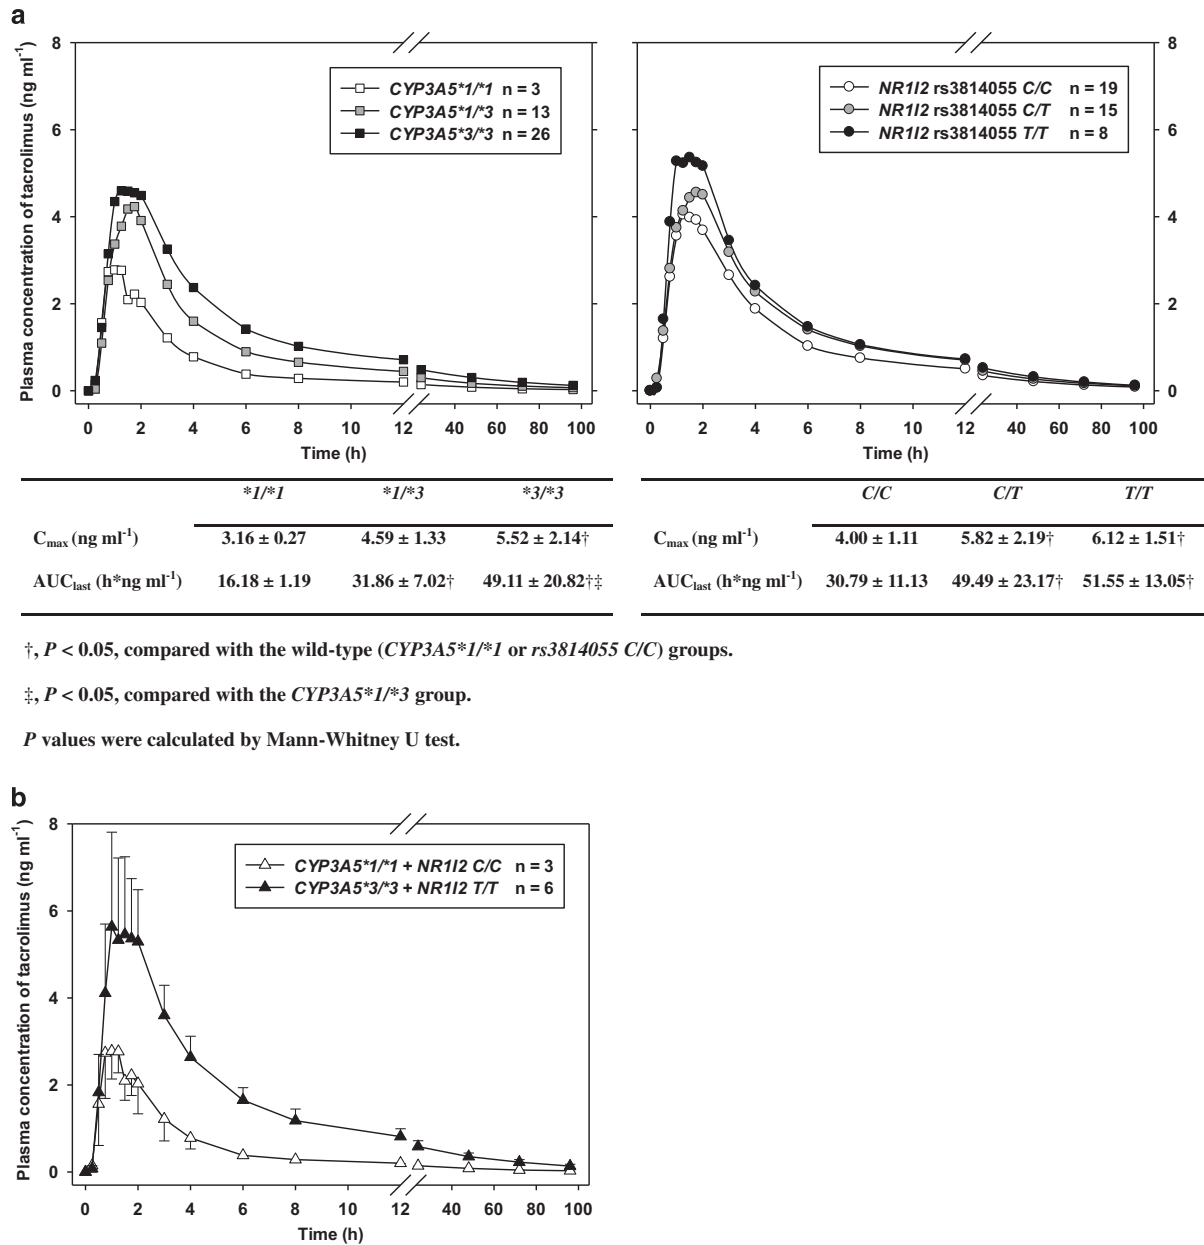 a
Plasma concentration of tacrolimus (ng ml-1)
8
6
4
2
0
CYP3A5*1/*1 n = 3
CYP3A5*1/*3 n = 13
CYP3A5*3/*3 n = 26
0 2 4 6 8 10 12 40 60 80 100
Time (h)
NR1I2 rs3814055 C/C n = 19
NR1I2 rs3814055 C/T n = 15
NR1I2 rs3814055 T/T n = 8
8
6
4
2
0
0 2 4 6 8 10 12 40 60 80 100
Time (h)
*1/*1 *1/*3 *3/*3
Cmax (ng ml-1) 3.16 ± 0.27 4.59 ± 1.33 5.52 ± 2.14†
AUClast (h*ng ml-1) 16.18 ± 1.19 31.86 ± 7.02† 49.11 ± 20.82†‡
C/C C/T T/T
Cmax (ng ml-1) 4.00 ± 1.11 5.82 ± 2.19† 6.12 ± 1.51†
AUClast (h*ng ml-1) 30.79 ± 11.13 49.49 ± 23.17† 51.55 ± 13.05†
†, P < 0.05, compared with the wild-type (CYP3A5*1/*1 or rs3814055 C/C) groups.
‡, P < 0.05, compared with the CYP3A5*1/*3 group.
P values were calculated by Mann-Whitney U test.
b
Plasma concentration of tacrolimus (ng ml-1)
8
6
4
2
0
CYP3A5*1/*1 + NR1I2 C/C n = 3
CYP3A5*3/*3 + NR1I2 T/T n = 6
0 2 4 6 8 10 12 40 60 80 100
Time (h)